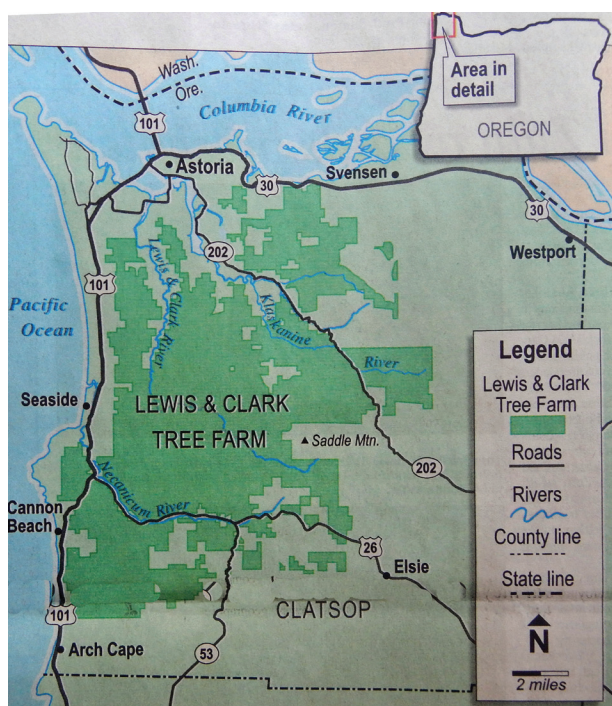 Wash.
Ore.
Columbia River
Area in
detail
OREGON
101
Astoria
30
Svensen
30
Westport
202
Lewis & Clark River
Klaskanine
River
101
Pacific
Ocean
Seaside
LEWIS & CLARK
TREE FARM
Saddle Mtn.
202
Necanicum River
Cannon
Beach
26
Elsie
CLATSOP
101
Arch Cape
53
Legend
Lewis & Clark
Tree Farm
Roads
Rivers
County line
State line
N
2 miles